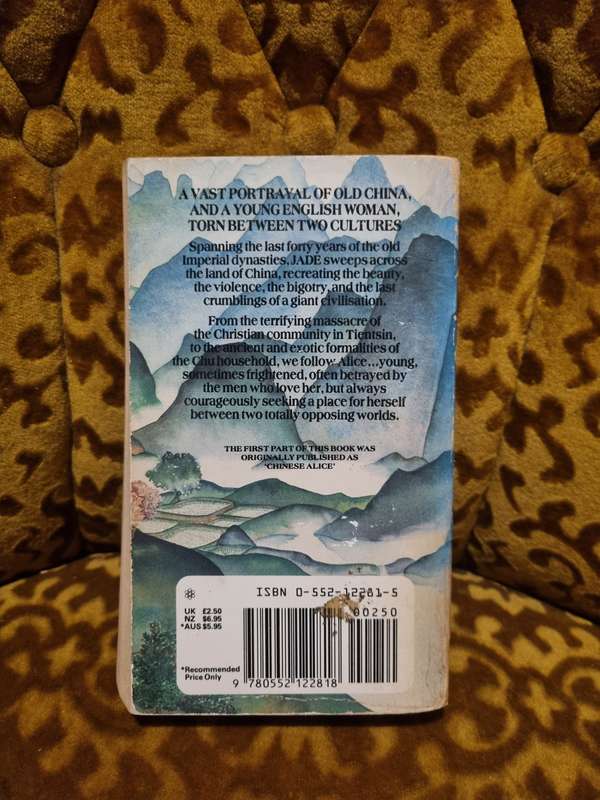 A VAST PORTRAYAL OF OLD CHINA,
AND A YOUNG ENGLISH WOMAN,
TORN BETWEEN TWO CULTURES
Spanning the last forty years of the old
Imperial dynasties, JADE sweeps across
the land of China, recreating the beauty,
the violence, the bigotry, and the last
crumblings of a giant civilisation.
From the terrifying massacre of
the Christian community in Tientsin,
to the ancient and exotic formalities of
the Chu household, we follow Alice...young,
sometimes frightened, often betrayed by
the men who love her, but always
courageously seeking a place for herself
between two totally opposing worlds.
THE FIRST PART OF THIS BOOK WAS
ORIGINALLY PUBLISHED AS
'CHINESE ALICE'
ISBN 0-552-12281-5
UK £2.50
NZ $6.95
*AUS $5.95
00250
*Recommended
Price Only
9 780552 122818